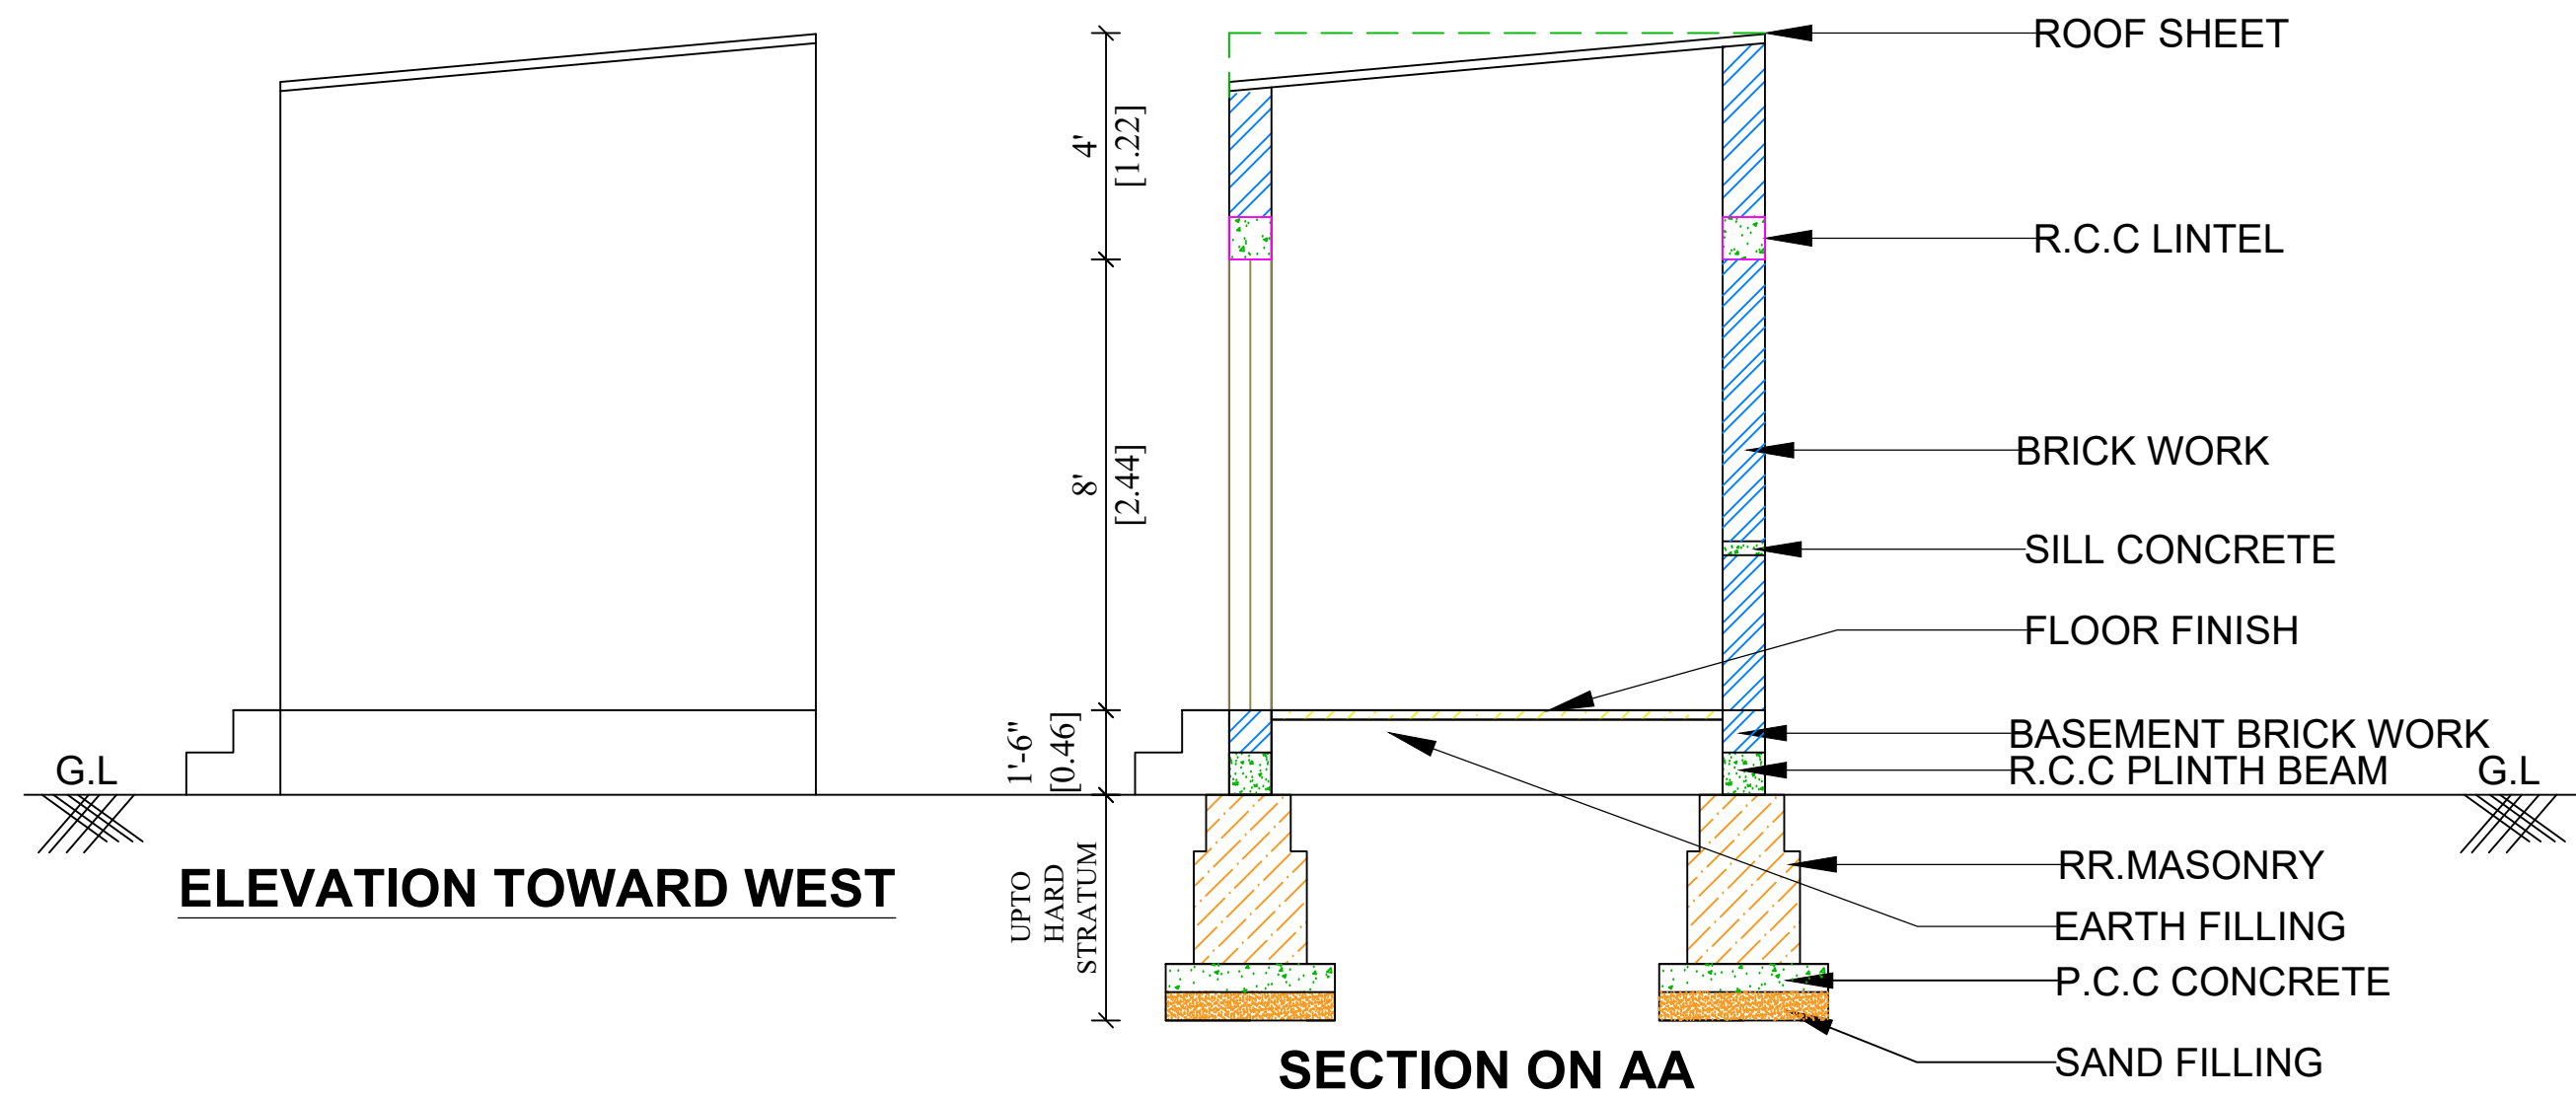 ROOF SHEET
4'
[1.22]
R.C.C LINTEL
8'
[2.44]
BRICK WORK
SILL CONCRETE
FLOOR FINISH
1'-6"
[0.46]
BASEMENT BRICK WORK
R.C.C PLINTH BEAM
G.L
G.L
UPTO
HARD
STRATUM
RR.MASONRY
EARTH FILLING
P.C.C CONCRETE
SAND FILLING
ELEVATION TOWARD WEST
SECTION ON AA